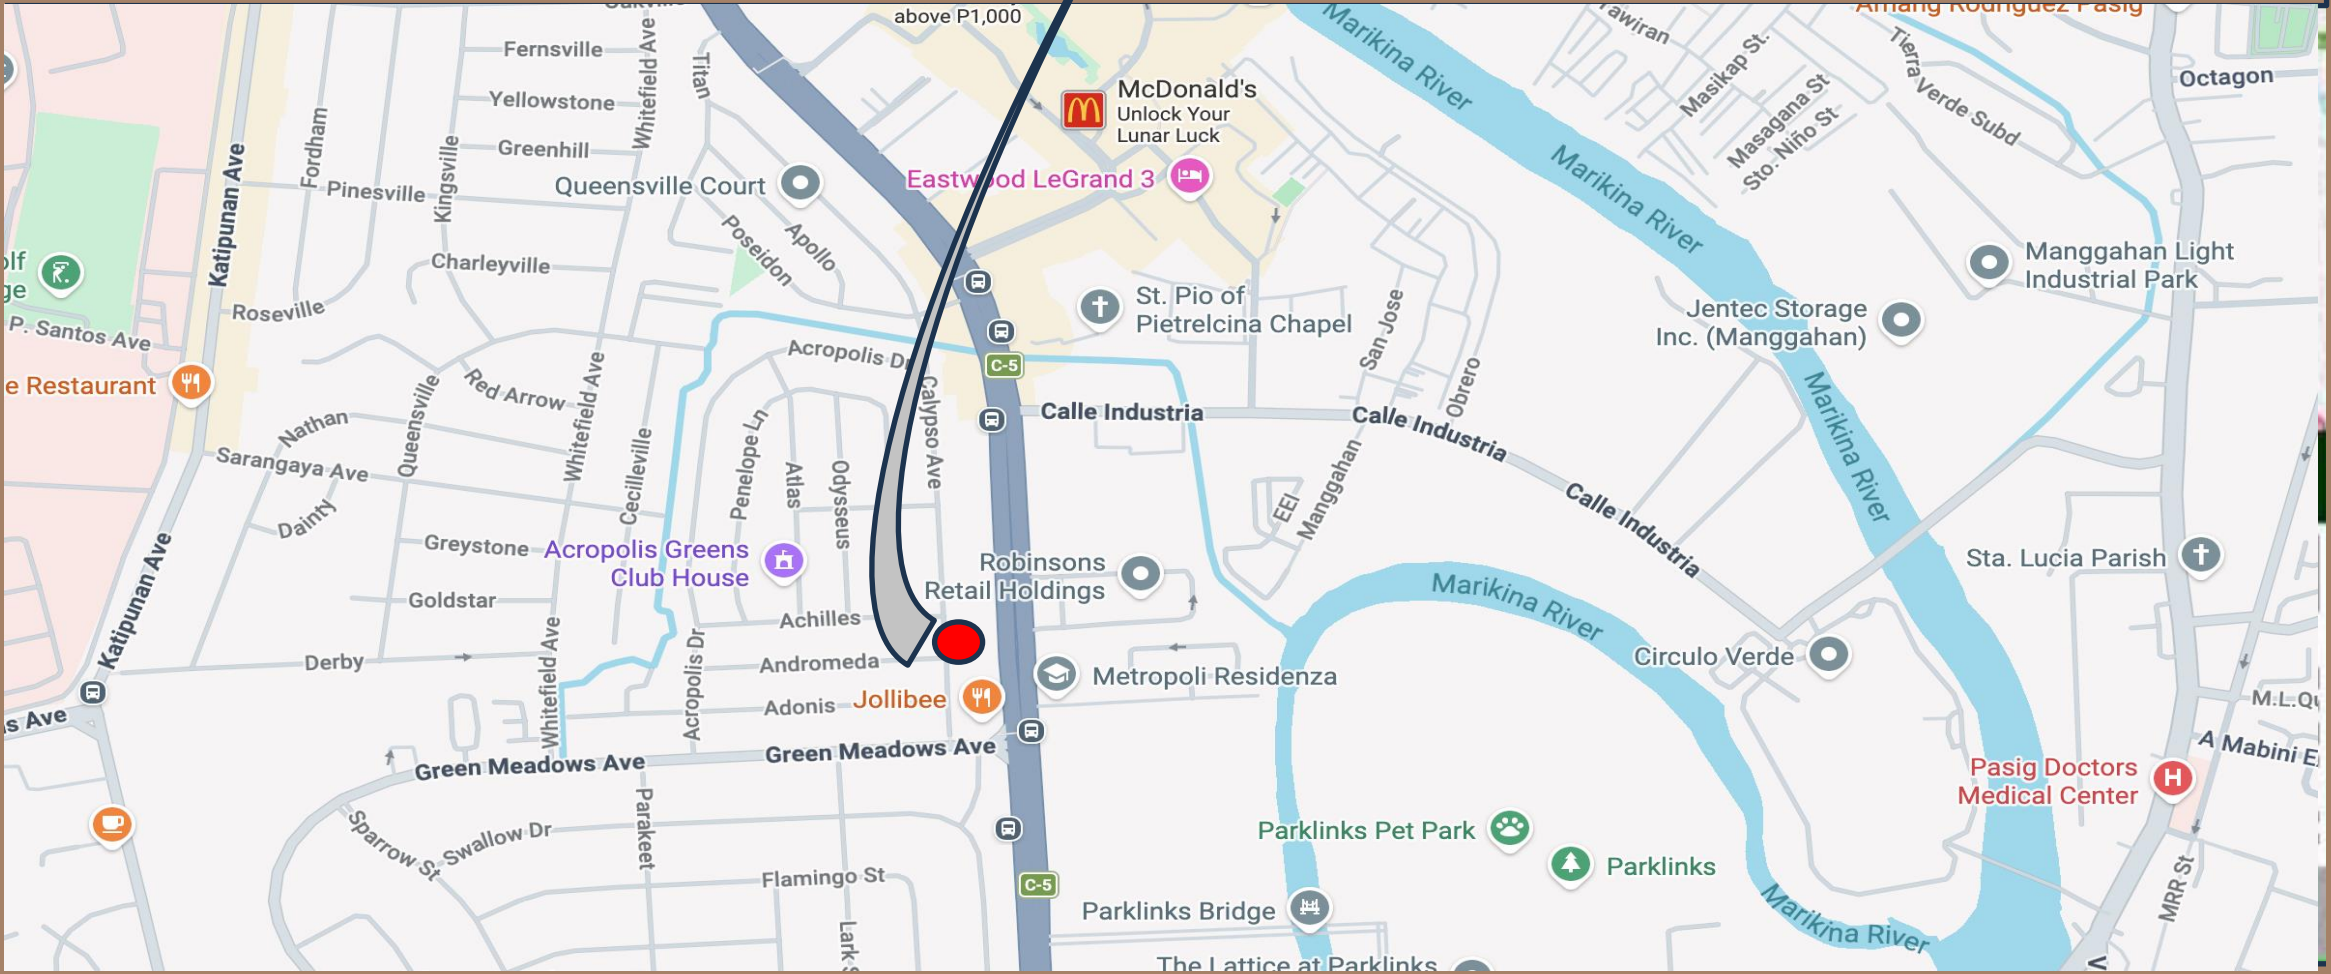 above P1,000
Amang Rodriguez Pasig
Fernsville
Whitefield Ave
Titan
Marikina River
Tawiran
Masikap St.
Tierra Verde Subd
Octagon
McDonald's
Unlock Your
Lunar Luck
Yellowstone
Masagana St
Sto. Niño St
Fordham
Kingsville
Greenhill
Katipunan Ave
Pinesville
Queensville Court
Eastwood LeGrand 3
Marikina River
Poseidon
Apollo
Charleyville
Manggahan Light
Industrial Park
Roseville
St. Pio of
Pietrelcina Chapel
San Jose
Jentec Storage
Inc. (Manggahan)
P. Santos Ave
Acropolis Dr
C-5
e Restaurant
Red Arrow
Whitefield Ave
Calypso Ave
Obrero
Marikina River
Nathan
Queensville
Penelope Ln
Calle Industria
Calle Industria
Sarangaya Ave
Cecilleville
Atlas
Odysseus
EEI
Manggahan
Calle Industria
Dainty
Greystone
Acropolis Greens
Club House
Robinsons
Retail Holdings
Sta. Lucia Parish
Katipunan Ave
Goldstar
Achilles
Marikina River
Derby
Whitefield Ave
Acropolis Dr
Andromeda
Metropoli Residenza
Circulo Verde
s Ave
Adonis
Jollibee
M.L.Qu
Green Meadows Ave
Green Meadows Ave
A Mabini E
Pasig Doctors
Medical Center
H
Sparrow St
Swallow Dr
Parakeet
Parklinks Pet Park
Parklinks
Flamingo St
C-5
Lark S
Parklinks Bridge
Marikina River
MRR St
The Lattice at Parklinks